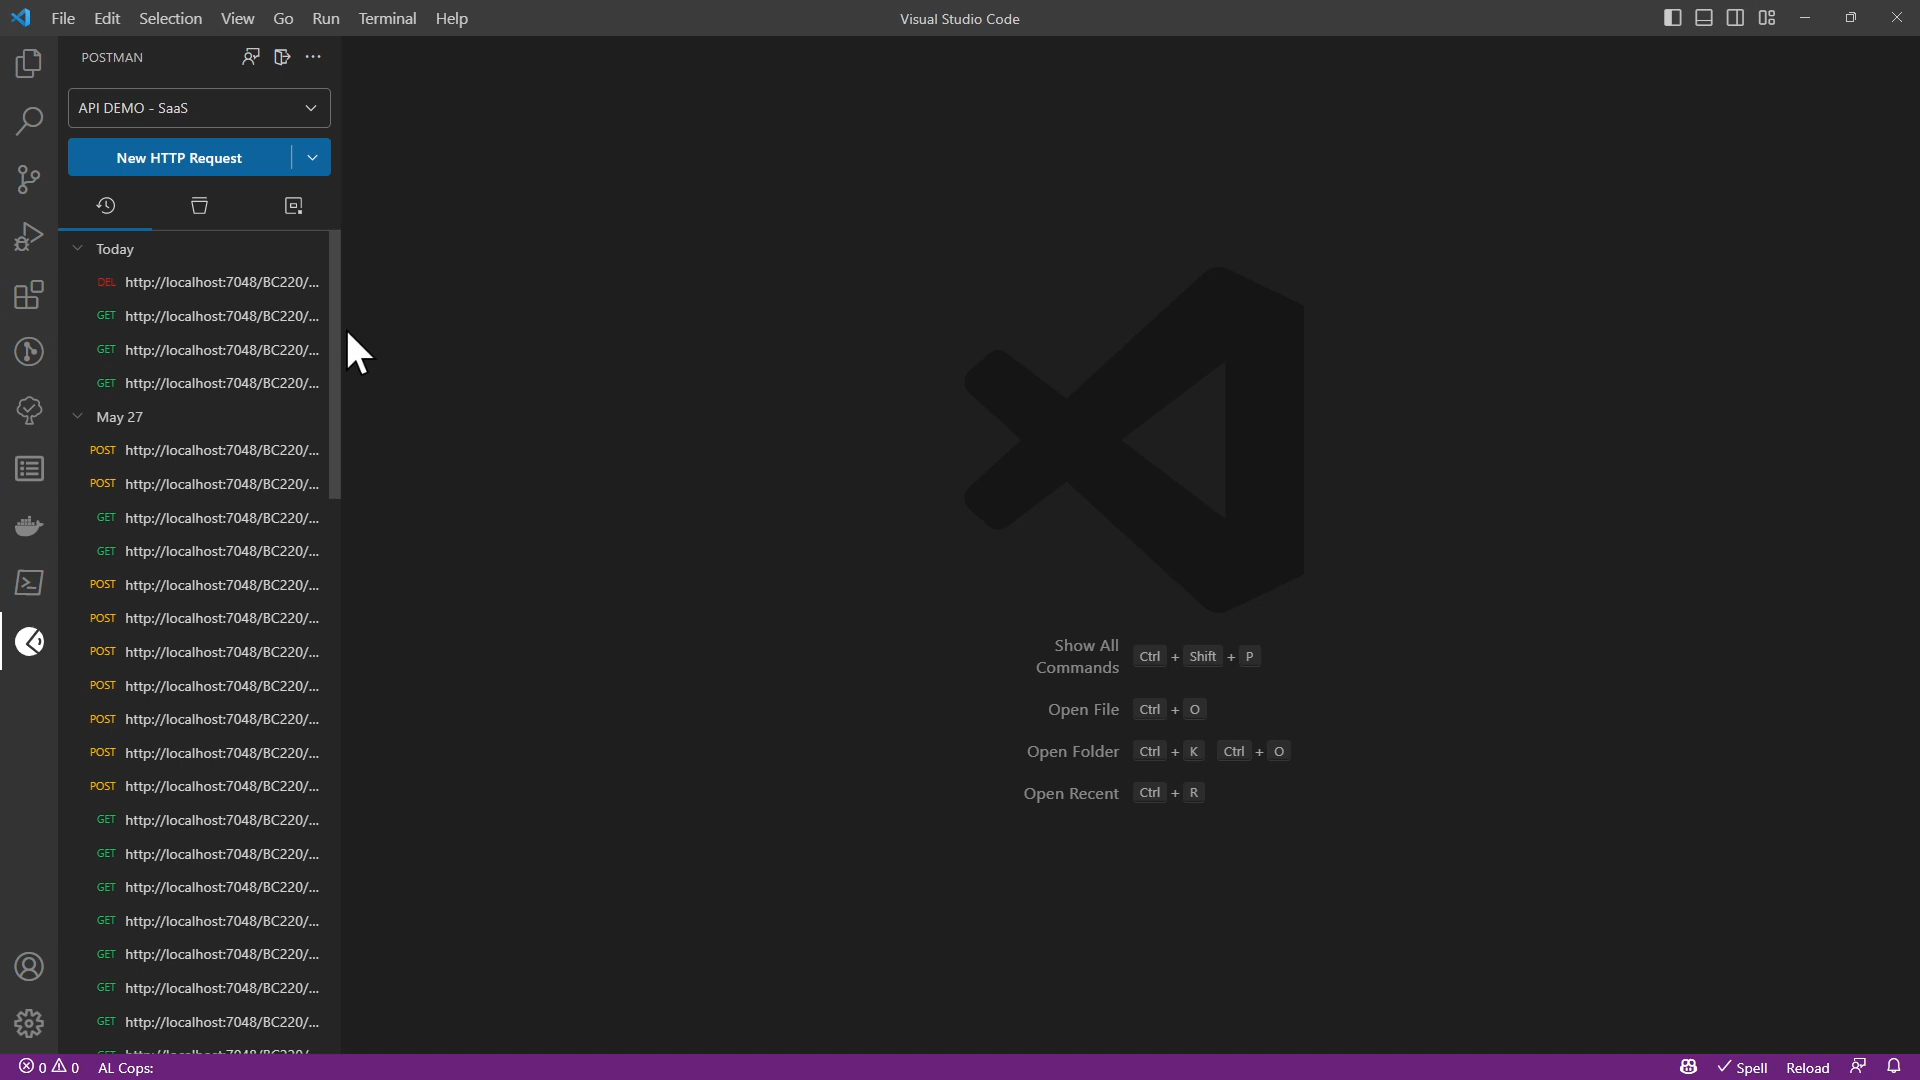 File Edit Selection View Go Run Terminal Help
Visual Studio Code
POSTMAN
API DEMO - SaaS
New HTTP Request
Today
DEL http://localhost:7048/BC220/...
GET http://localhost:7048/BC220/...
GET http://localhost:7048/BC220/...
GET http://localhost:7048/BC220/...
May 27
POST http://localhost:7048/BC220/...
POST http://localhost:7048/BC220/...
GET http://localhost:7048/BC220/...
GET http://localhost:7048/BC220/...
POST http://localhost:7048/BC220/...
POST http://localhost:7048/BC220/...
POST http://localhost:7048/BC220/...
POST http://localhost:7048/BC220/...
POST http://localhost:7048/BC220/...
POST http://localhost:7048/BC220/...
POST http://localhost:7048/BC220/...
GET http://localhost:7048/BC220/...
GET http://localhost:7048/BC220/...
GET http://localhost:7048/BC220/...
GET http://localhost:7048/BC220/...
GET http://localhost:7048/BC220/...
GET http://localhost:7048/BC220/...
GET http://localhost:7048/BC220/...
Show All
Commands
Ctrl + Shift + P
Open File Ctrl + O
Open Folder Ctrl + K Ctrl + O
Open Recent Ctrl + R
0 0 AL Cops:
Spell Reload